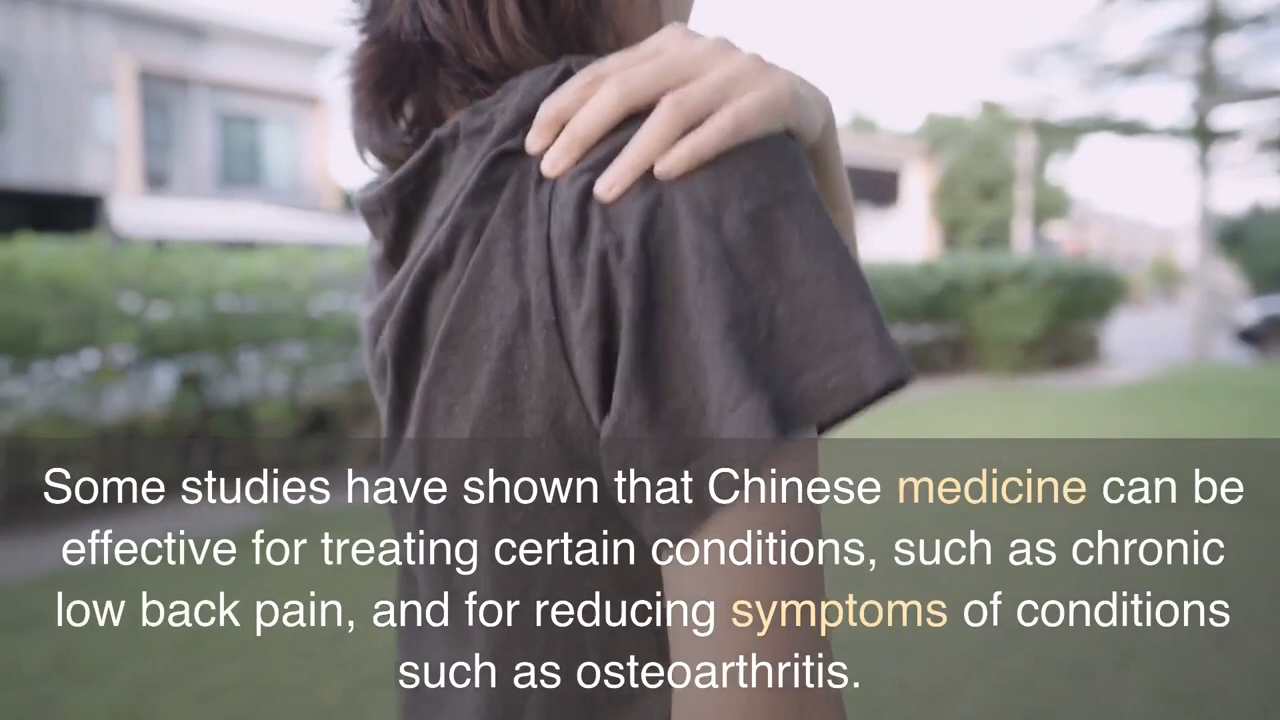 Some studies have shown that Chinese medicine can be
effective for treating certain conditions, such as chronic
low back pain, and for reducing symptoms of conditions
such as osteoarthritis.